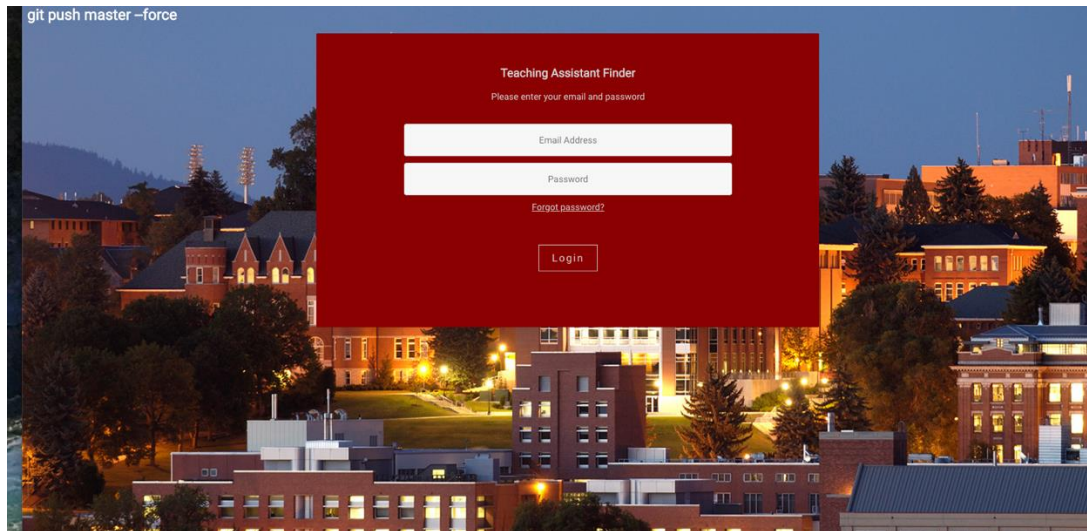 git push master –force
Teaching Assistant Finder
Please enter your email and password
Email Address
Password
Forgot password?
Login